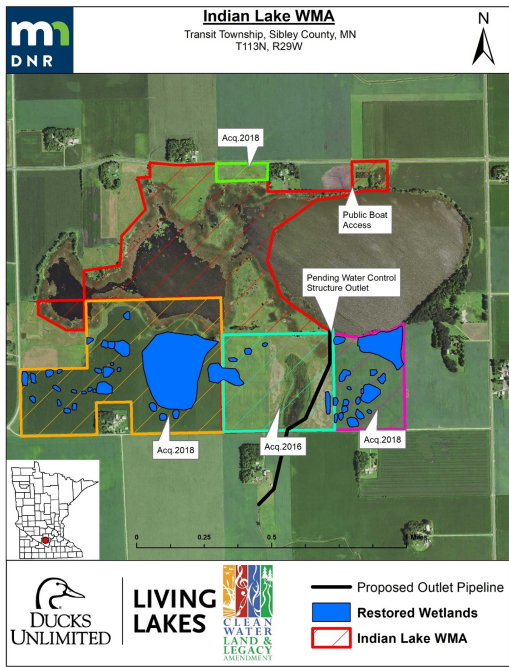 mn
DNR
Indian Lake WMA
Transit Township, Sibley County, MN
T113N, R29W
N
Acq.2018
Public Boat
Access
Pending Water Control
Structure Outlet
Acq.2018
Acq.2016
Acq.2018
0 0.25 0.5 1 Miles
DUCKS
UNLIMITED
LIVING
LAKES
CLEAN
WATER
LAND &
LEGACY
AMENDMENT
Proposed Outlet Pipeline
Restored Wetlands
Indian Lake WMA